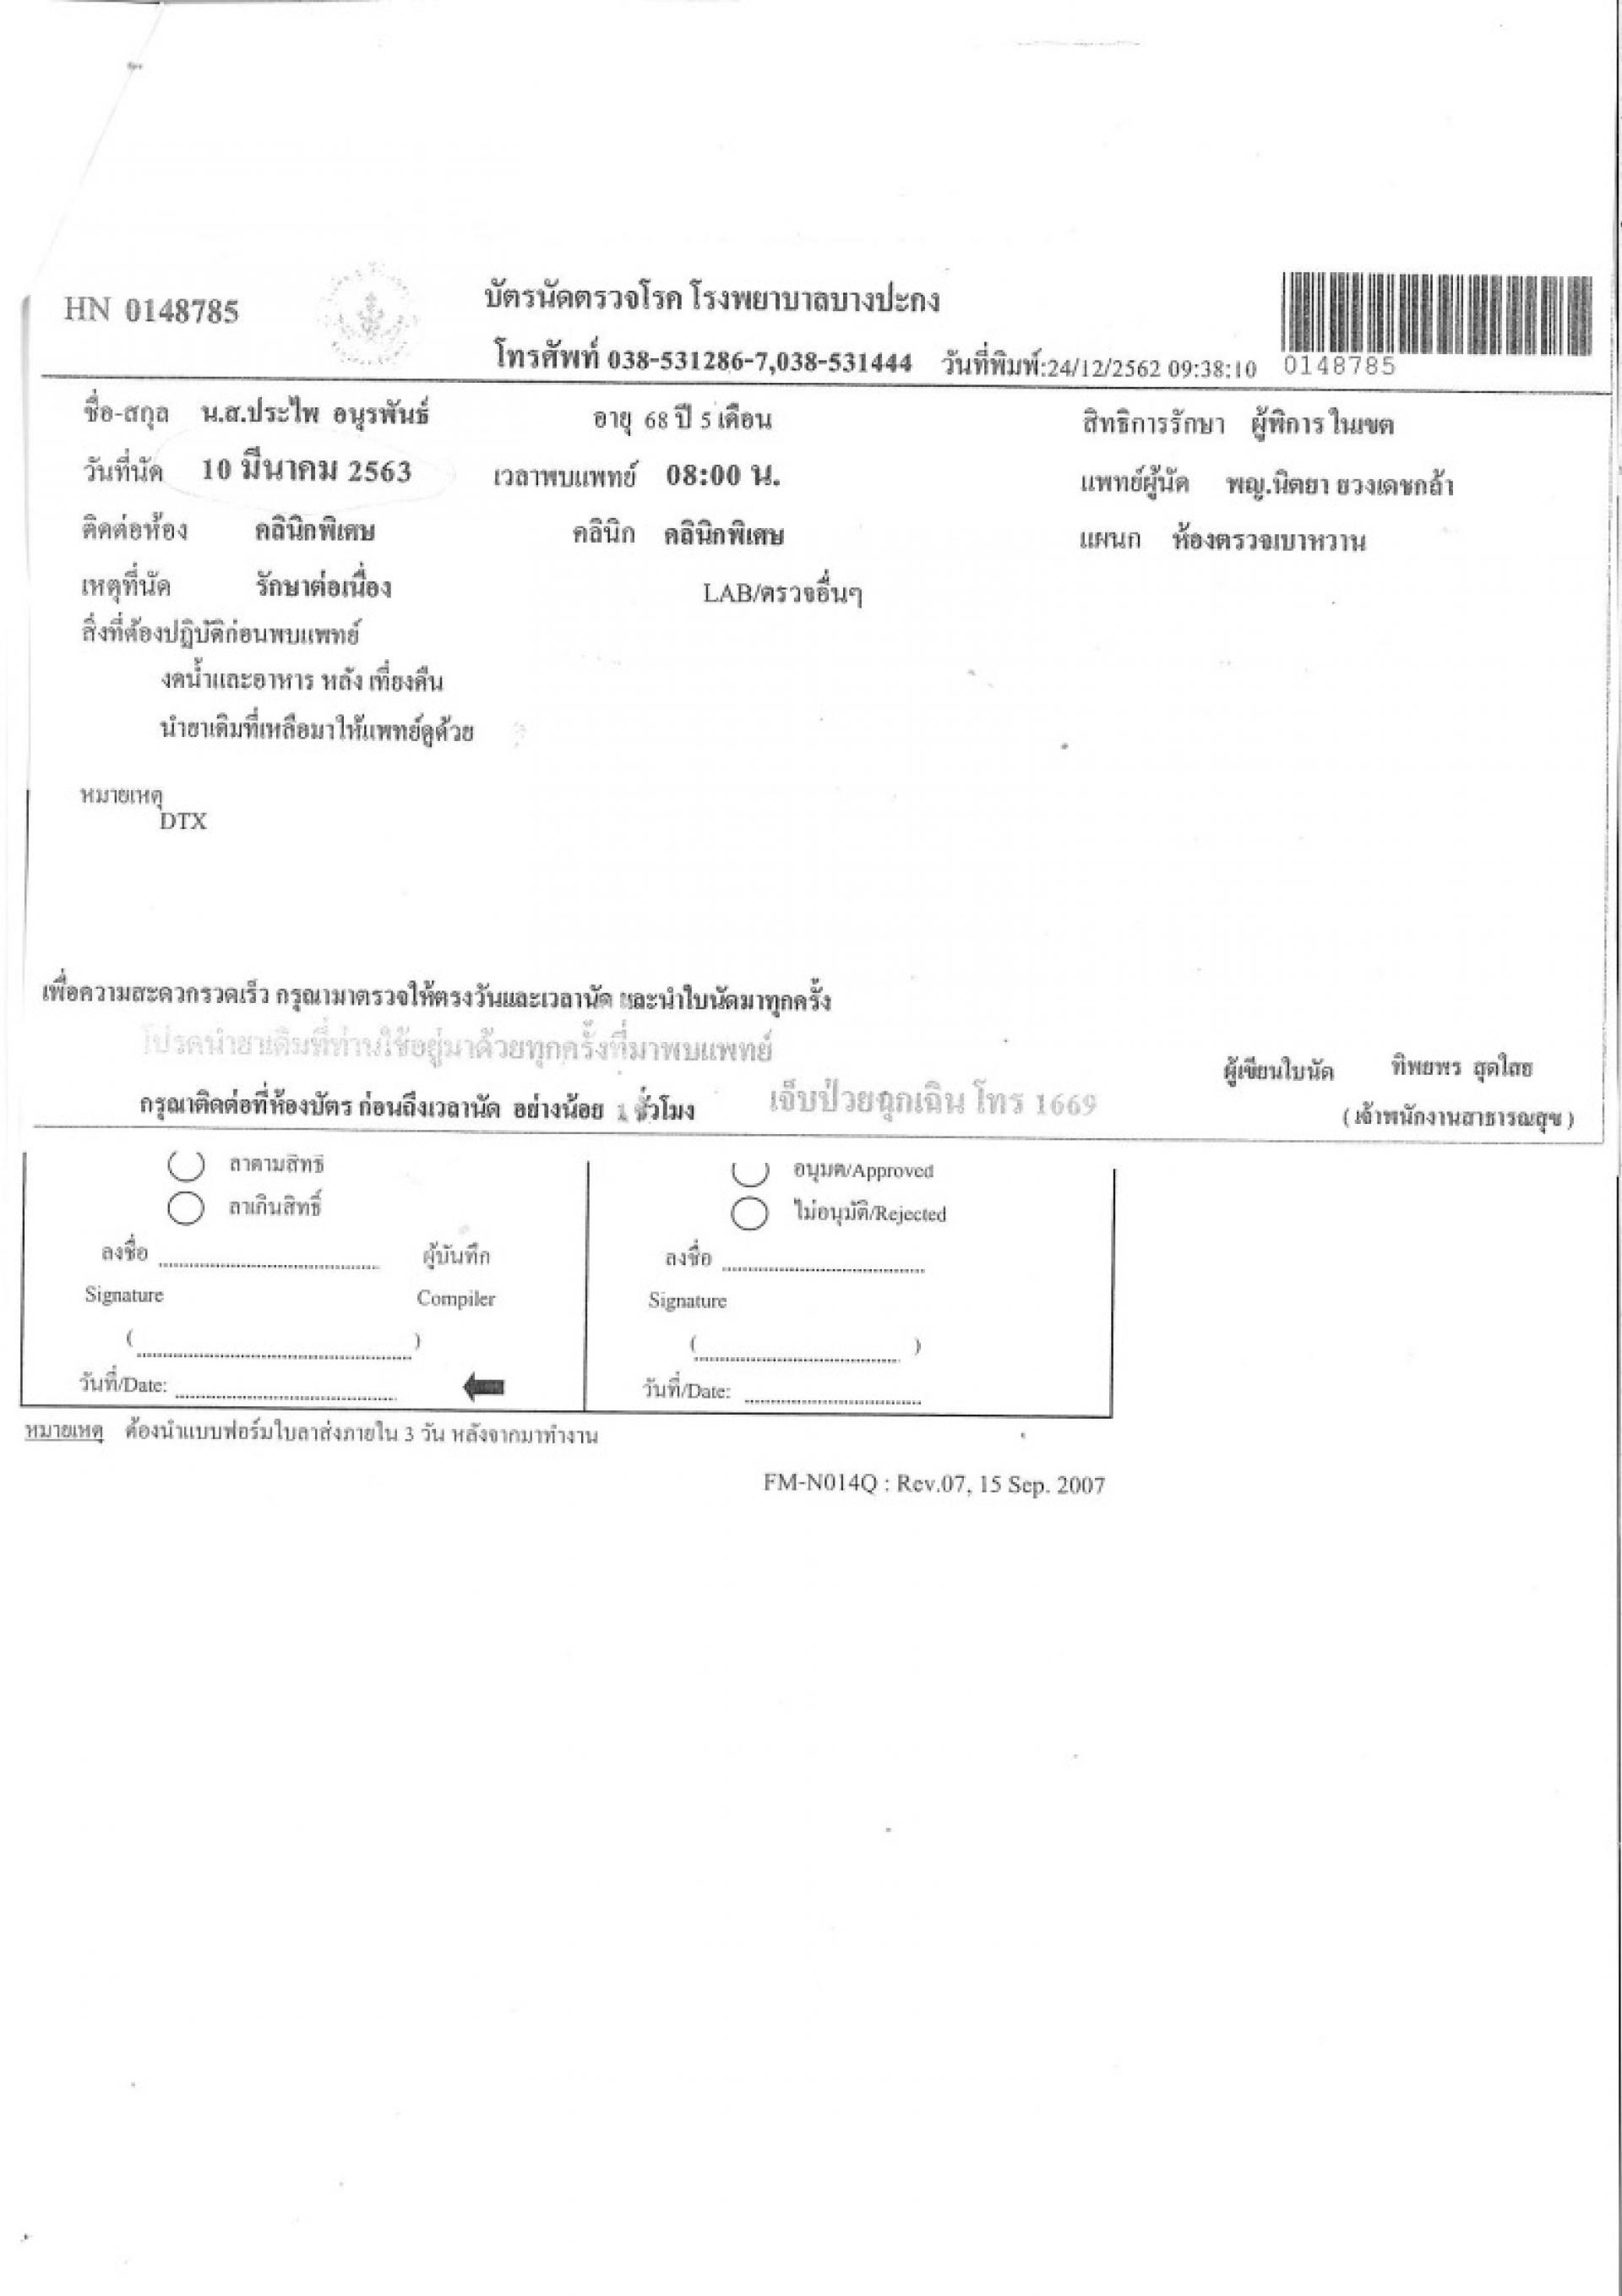 HN 0148785
บัตรนัดตรวจโรค โรงพยาบาลบางปะกง
โทรศัพท์ 038-531286-7,038-531444 วันที่พิมพ์:24/12/2562 09:38:10 0148785
ชื่อ-สกุล น.ส.ประไพ อนุรพันธ์ อายุ 68 ปี 5 เดือน สิทธิการรักษา ผู้พิการ ในเขต
วันที่นัด 10 มีนาคม 2563 เวลาพบแพทย์ 08:00 น. แพทย์ผู้นัด พญ.นิตยา ยวงเดชกล้า
ติดต่อห้อง คลินิกพิเศษ คลินิก คลินิกพิเศษ แผนก ห้องตรวจเบาหวาน
เหตุที่นัด รักษาต่อเนื่อง LAB/ตรวจอื่นๆ
สิ่งที่ต้องปฏิบัติก่อนพบแพทย์
งดน้ำและอาหาร หลัง เที่ยงคืน
นำยาเดิมที่เหลือมาให้แพทย์ดูด้วย
หมายเหตุ
DTX
เพื่อความสะดวกรวดเร็ว กรุณามาตรวจให้ตรงวันและเวลานัด และนำใบนัดมาทุกครั้ง
โปรดนำยาเดิมที่ท่านใช้อยู่มาด้วยทุกครั้งที่มาพบแพทย์
ผู้เขียนใบนัด ทิพยพร สุดใสย
กรุณาติดต่อที่ห้องบัตร ก่อนถึงเวลานัด อย่างน้อย 1 ชั่วโมง เจ็บป่วยฉุกเฉิน โทร 1669 (เจ้าพนักงานสาธารณสุข)
ลาตามสิทธิ อนุมติ/Approved
ลาเกินสิทธิ์ ไม่อนุมัติ/Rejected
ลงชื่อ ผู้บันทึก ลงชื่อ
Signature Compiler Signature
( ) ( )
วันที่/Date: วันที่/Date:
หมายเหตุ ต้องนำแบบฟอร์มใบลาส่งภายใน 3 วัน หลังจากมาทำงาน
FM-N014Q : Rev.07, 15 Sep. 2007